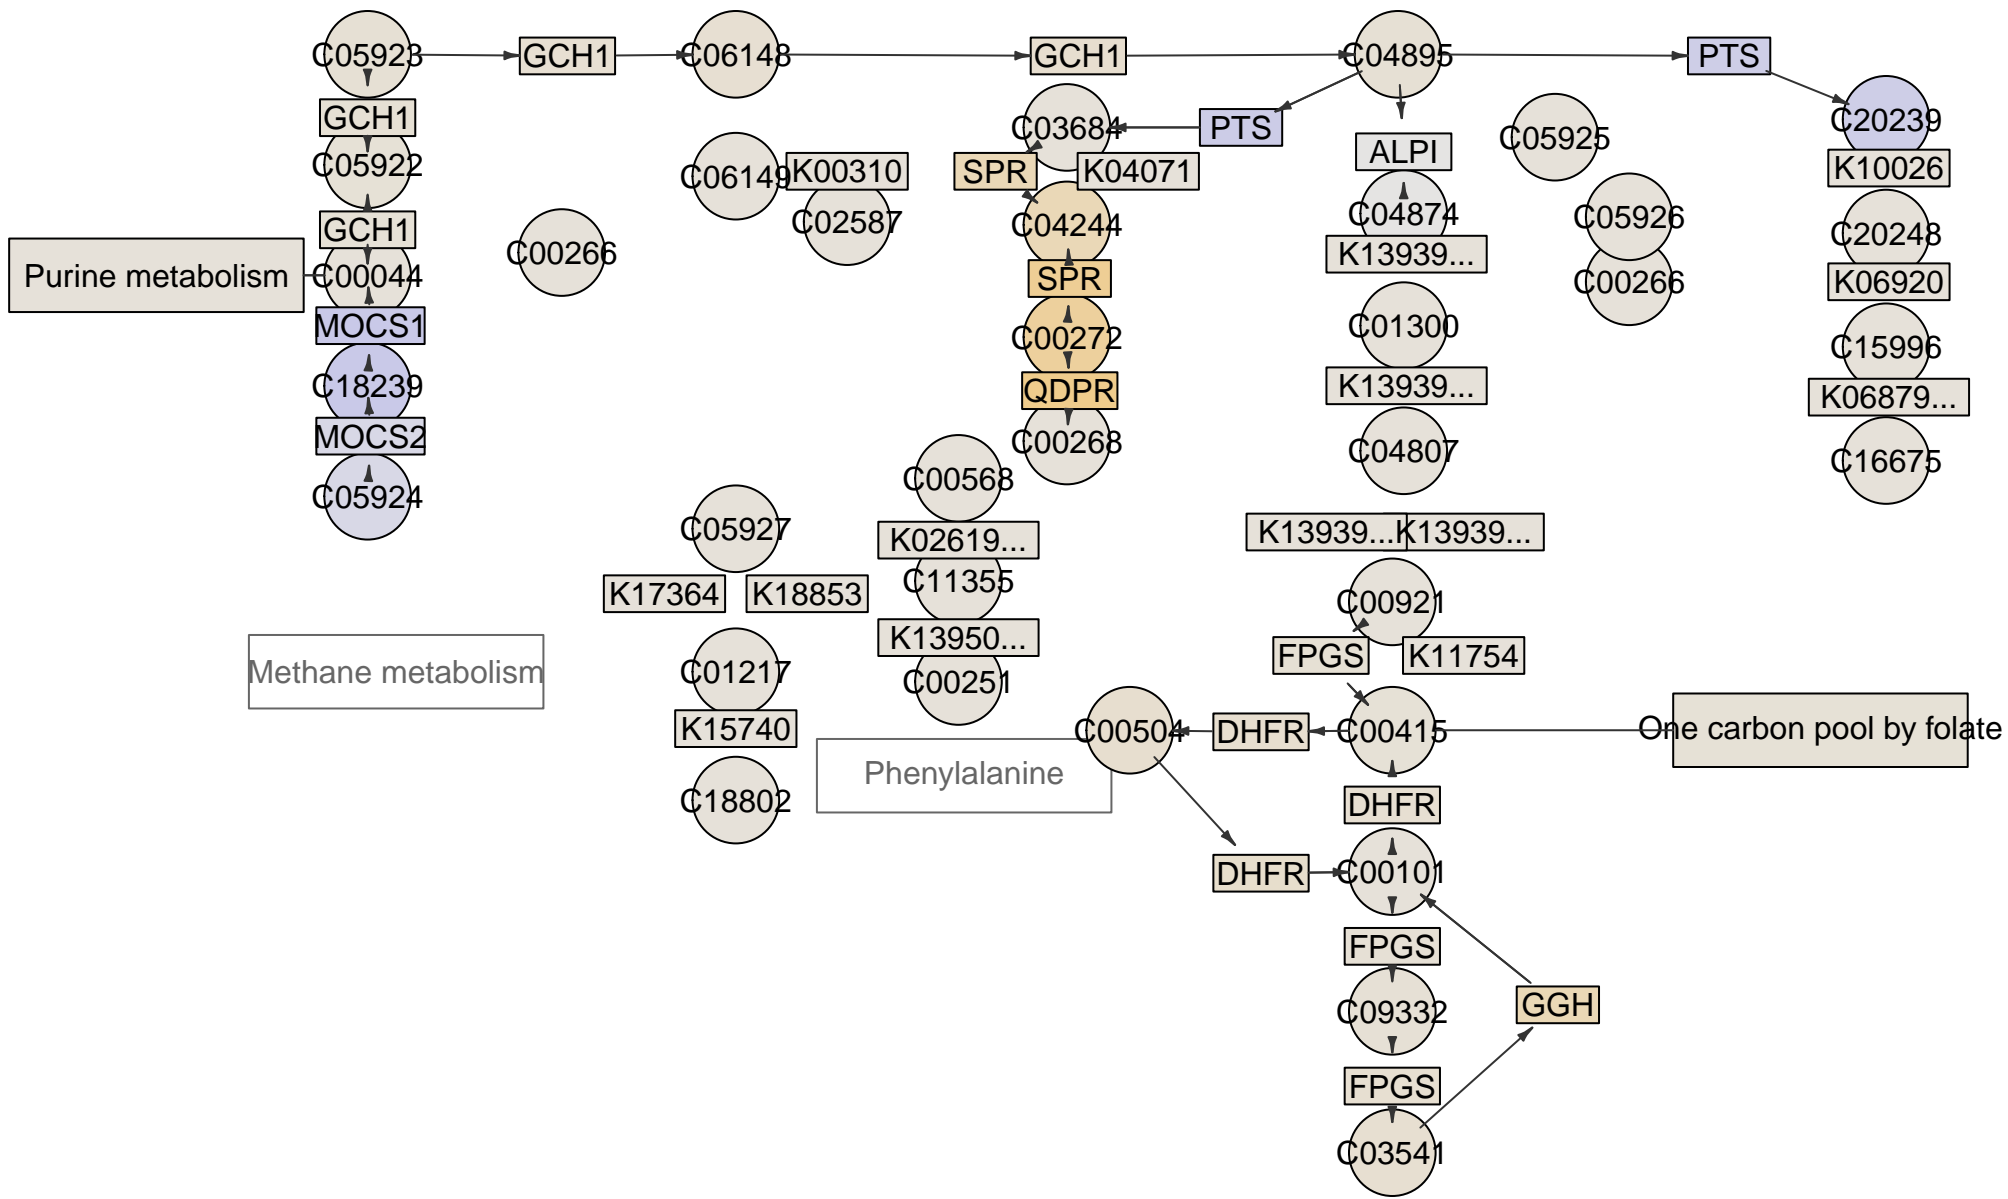 C05923
GCH1
C06148
GCH1
C04895
PTS
GCH1
C03684
PTS
C20239
C05922
C06149
K00310
SPR
K04071
ALPI
C05925
K10026
GCH1
C00266
C02587
C04244
C04874
C05926
C20248
Purine metabolism
C00044
SPR
K13939...
C00266
K06920
MOCS1
C00272
C01300
C15996
C18239
QDPR
K13939...
K06879...
MOCS2
C00268
C04807
C16675
C05924
C00568
C05927
K02619...
K13939...
K13939...
K17364
K18853
C11355
C00921
Methane metabolism
C01217
K13950...
FPGS
K11754
C00251
K15740
C00504
DHFR
C00415
One carbon pool by folate
Phenylalanine
C18802
DHFR
DHFR
C00101
FPGS
C09332
GGH
FPGS
C03541